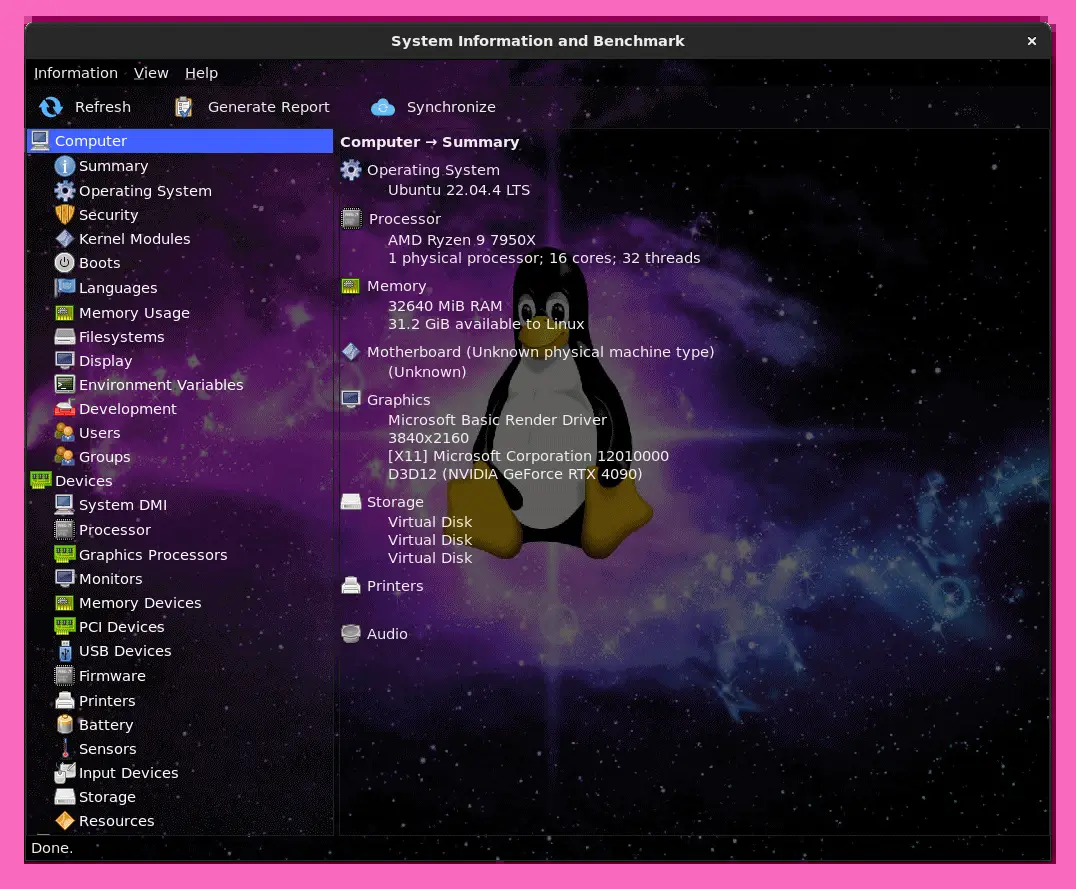 System Information and Benchmark
Information View Help
Refresh Generate Report Synchronize
Computer
Summary
Operating System
Security
Kernel Modules
Boots
Languages
Memory Usage
Filesystems
Display
Environment Variables
Development
Users
Groups
Devices
System DMI
Processor
Graphics Processors
Monitors
Memory Devices
PCI Devices
USB Devices
Firmware
Printers
Battery
Sensors
Input Devices
Storage
Resources
Computer → Summary
Operating System
Ubuntu 22.04.4 LTS
Processor
AMD Ryzen 9 7950X
1 physical processor; 16 cores; 32 threads
Memory
32640 MiB RAM
31.2 GiB available to Linux
Motherboard (Unknown physical machine type)
(Unknown)
Graphics
Microsoft Basic Render Driver
3840x2160
[X11] Microsoft Corporation 12010000
D3D12 (NVIDIA GeForce RTX 4090)
Storage
Virtual Disk
Virtual Disk
Virtual Disk
Printers
Audio
Done.